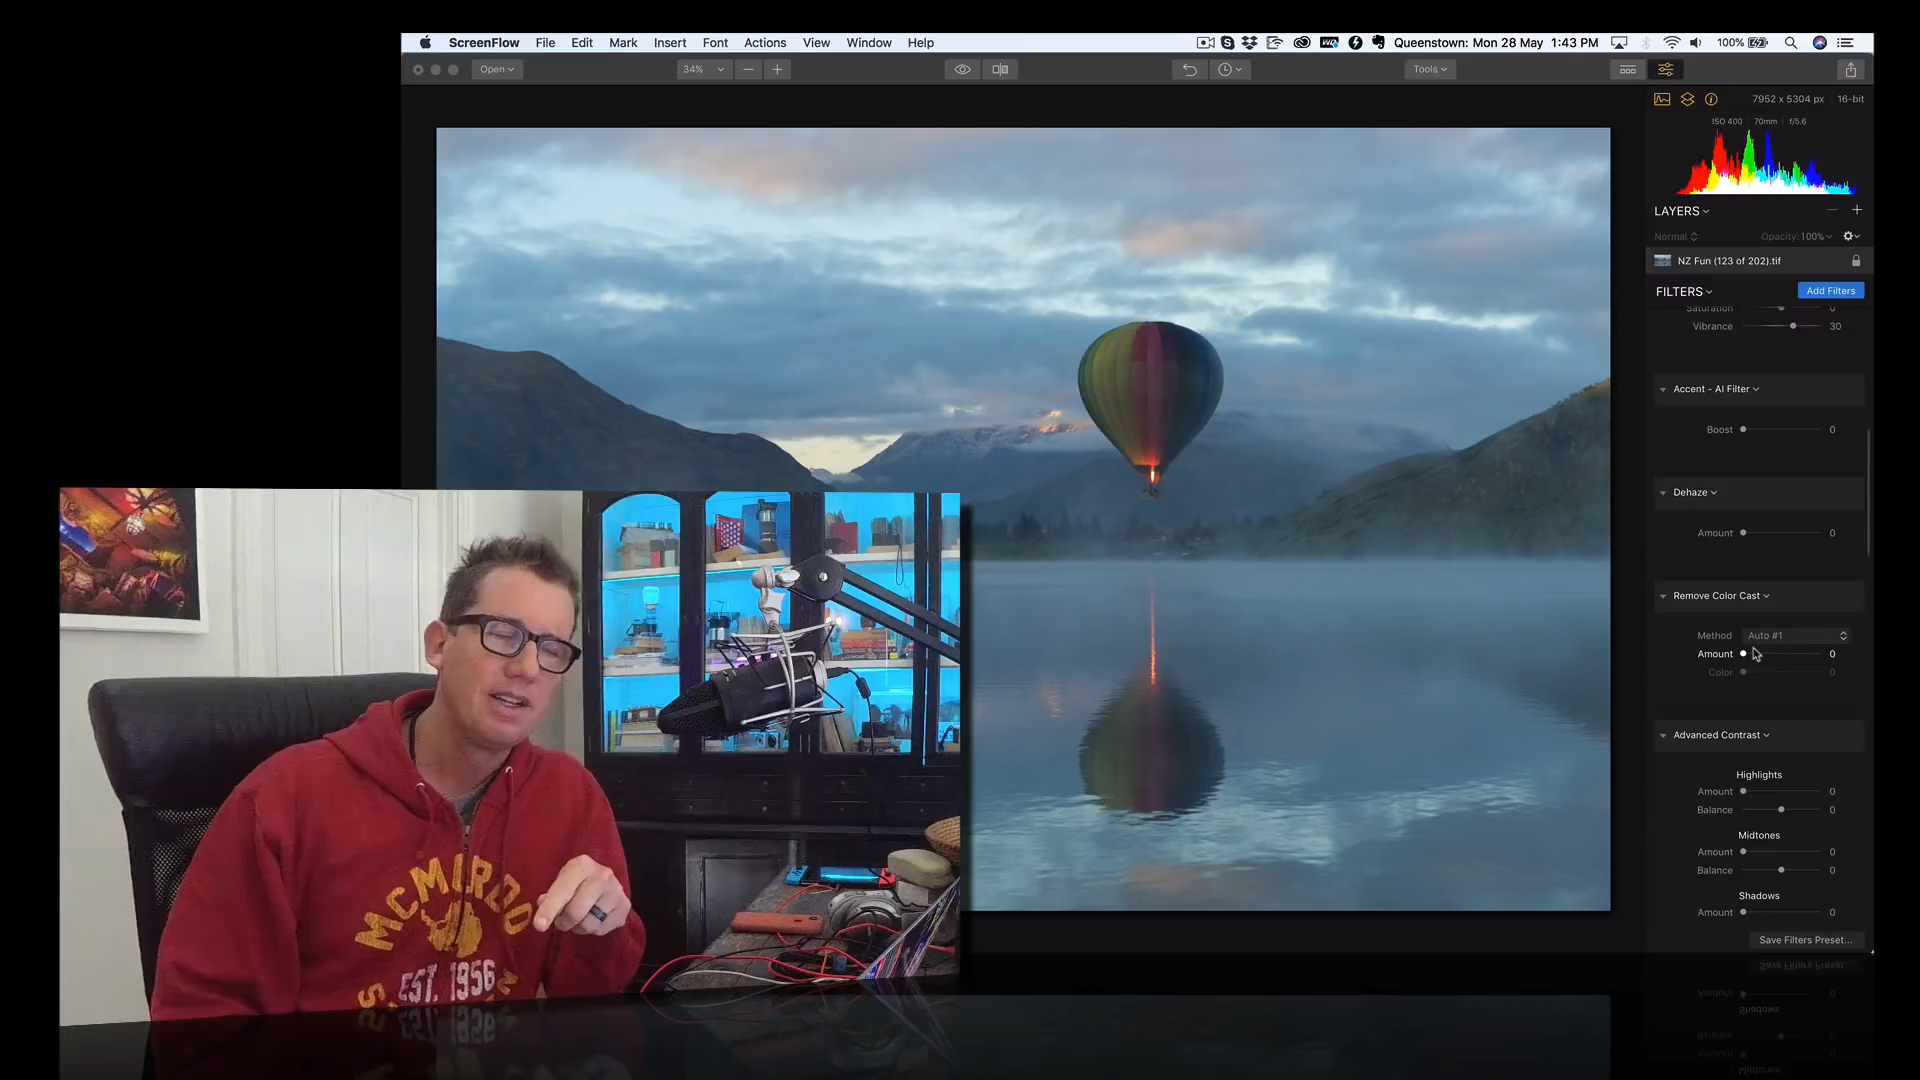 ScreenFlow File Edit Mark Insert Font Actions View Window Help
Queenstown: Mon 28 May 1:43 PM 100%
Open 34% Tools
7952 x 5304 px 16-bit
ISO 400 70mm f/5.6
LAYERS
Normal Opacity: 100%
NZ Fun (123 of 202).tif
FILTERS Add Filters
Saturation 0
Vibrance 30
Accent - AI Filter
Boost 0
Dehaze
Amount 0
Remove Color Cast
Method Auto #1
Amount 0
Color 0
Advanced Contrast
Highlights
Amount 0
Balance 0
Midtones
Amount 0
Balance 0
Shadows
Amount 0
Save Filters Preset...
MCMURDO
EST. 1956